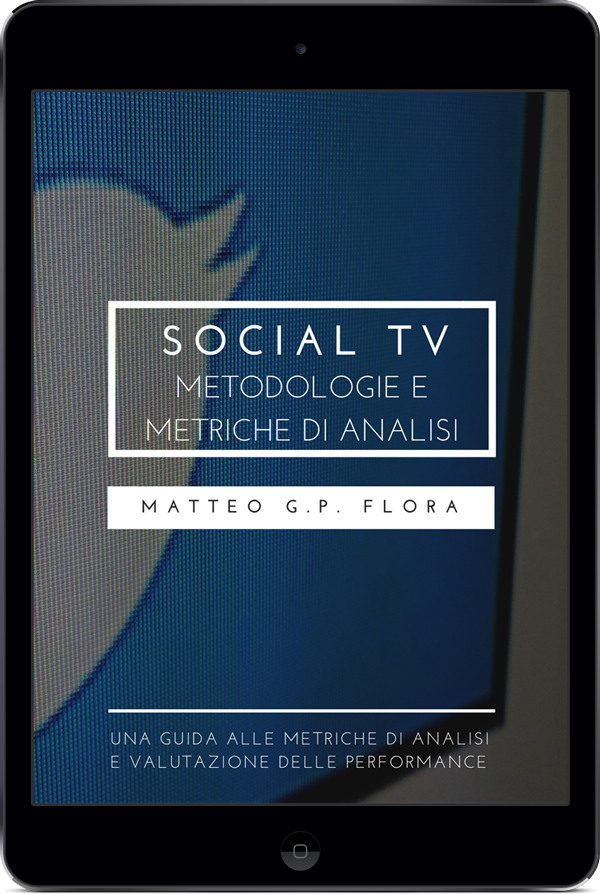 SOCIAL TV
METODOLOGIE E
METRICHE DI ANALISI
MATTEO G.P. FLORA
UNA GUIDA ALLE METRICHE DI ANALISI
E VALUTAZIONE DELLE PERFORMANCE